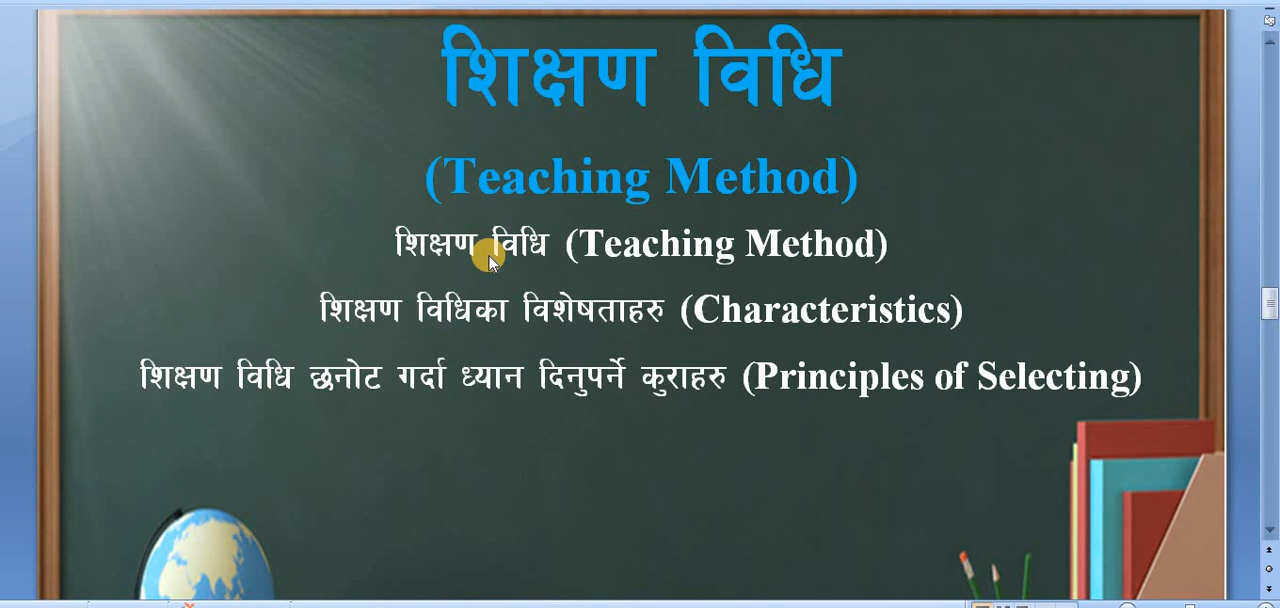 शिक्षण विधि
(Teaching Method)
शिक्षण विधि (Teaching Method)
शिक्षण विधिका विशेषताहरु (Characteristics)
शिक्षण विधि छनोट गर्दा ध्यान दिनुपर्ने कुराहरु (Principles of Selecting)